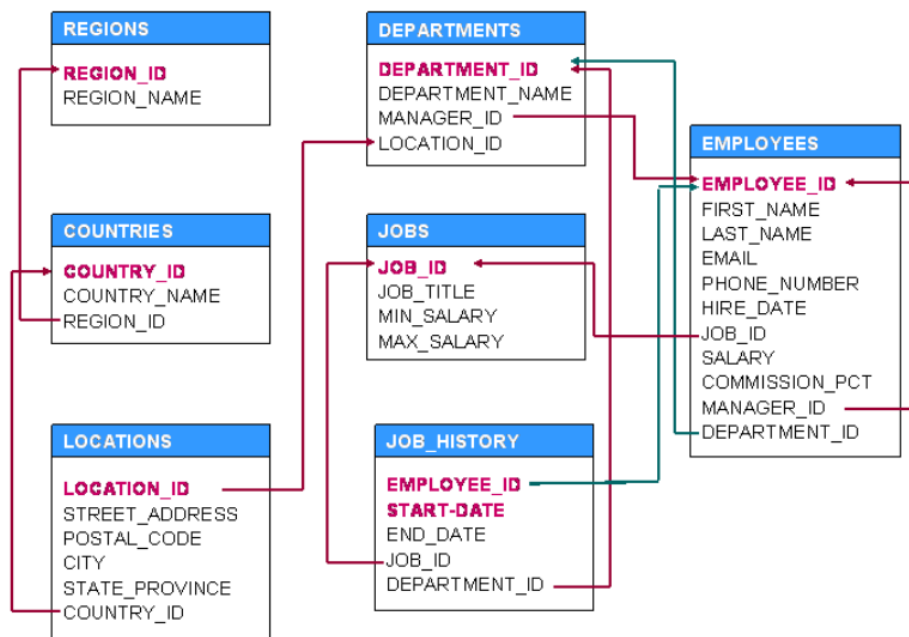 REGIONS
REGION_ID
REGION_NAME
COUNTRIES
COUNTRY_ID
COUNTRY_NAME
REGION_ID
LOCATIONS
LOCATION_ID
STREET_ADDRESS
POSTAL_CODE
CITY
STATE_PROVINCE
COUNTRY_ID
DEPARTMENTS
DEPARTMENT_ID
DEPARTMENT_NAME
MANAGER_ID
LOCATION_ID
JOBS
JOB_ID
JOB_TITLE
MIN_SALARY
MAX_SALARY
JOB_HISTORY
EMPLOYEE_ID
START-DATE
END_DATE
JOB_ID
DEPARTMENT_ID
EMPLOYEES
EMPLOYEE_ID
FIRST_NAME
LAST_NAME
EMAIL
PHONE_NUMBER
HIRE_DATE
JOB_ID
SALARY
COMMISSION_PCT
MANAGER_ID
DEPARTMENT_ID